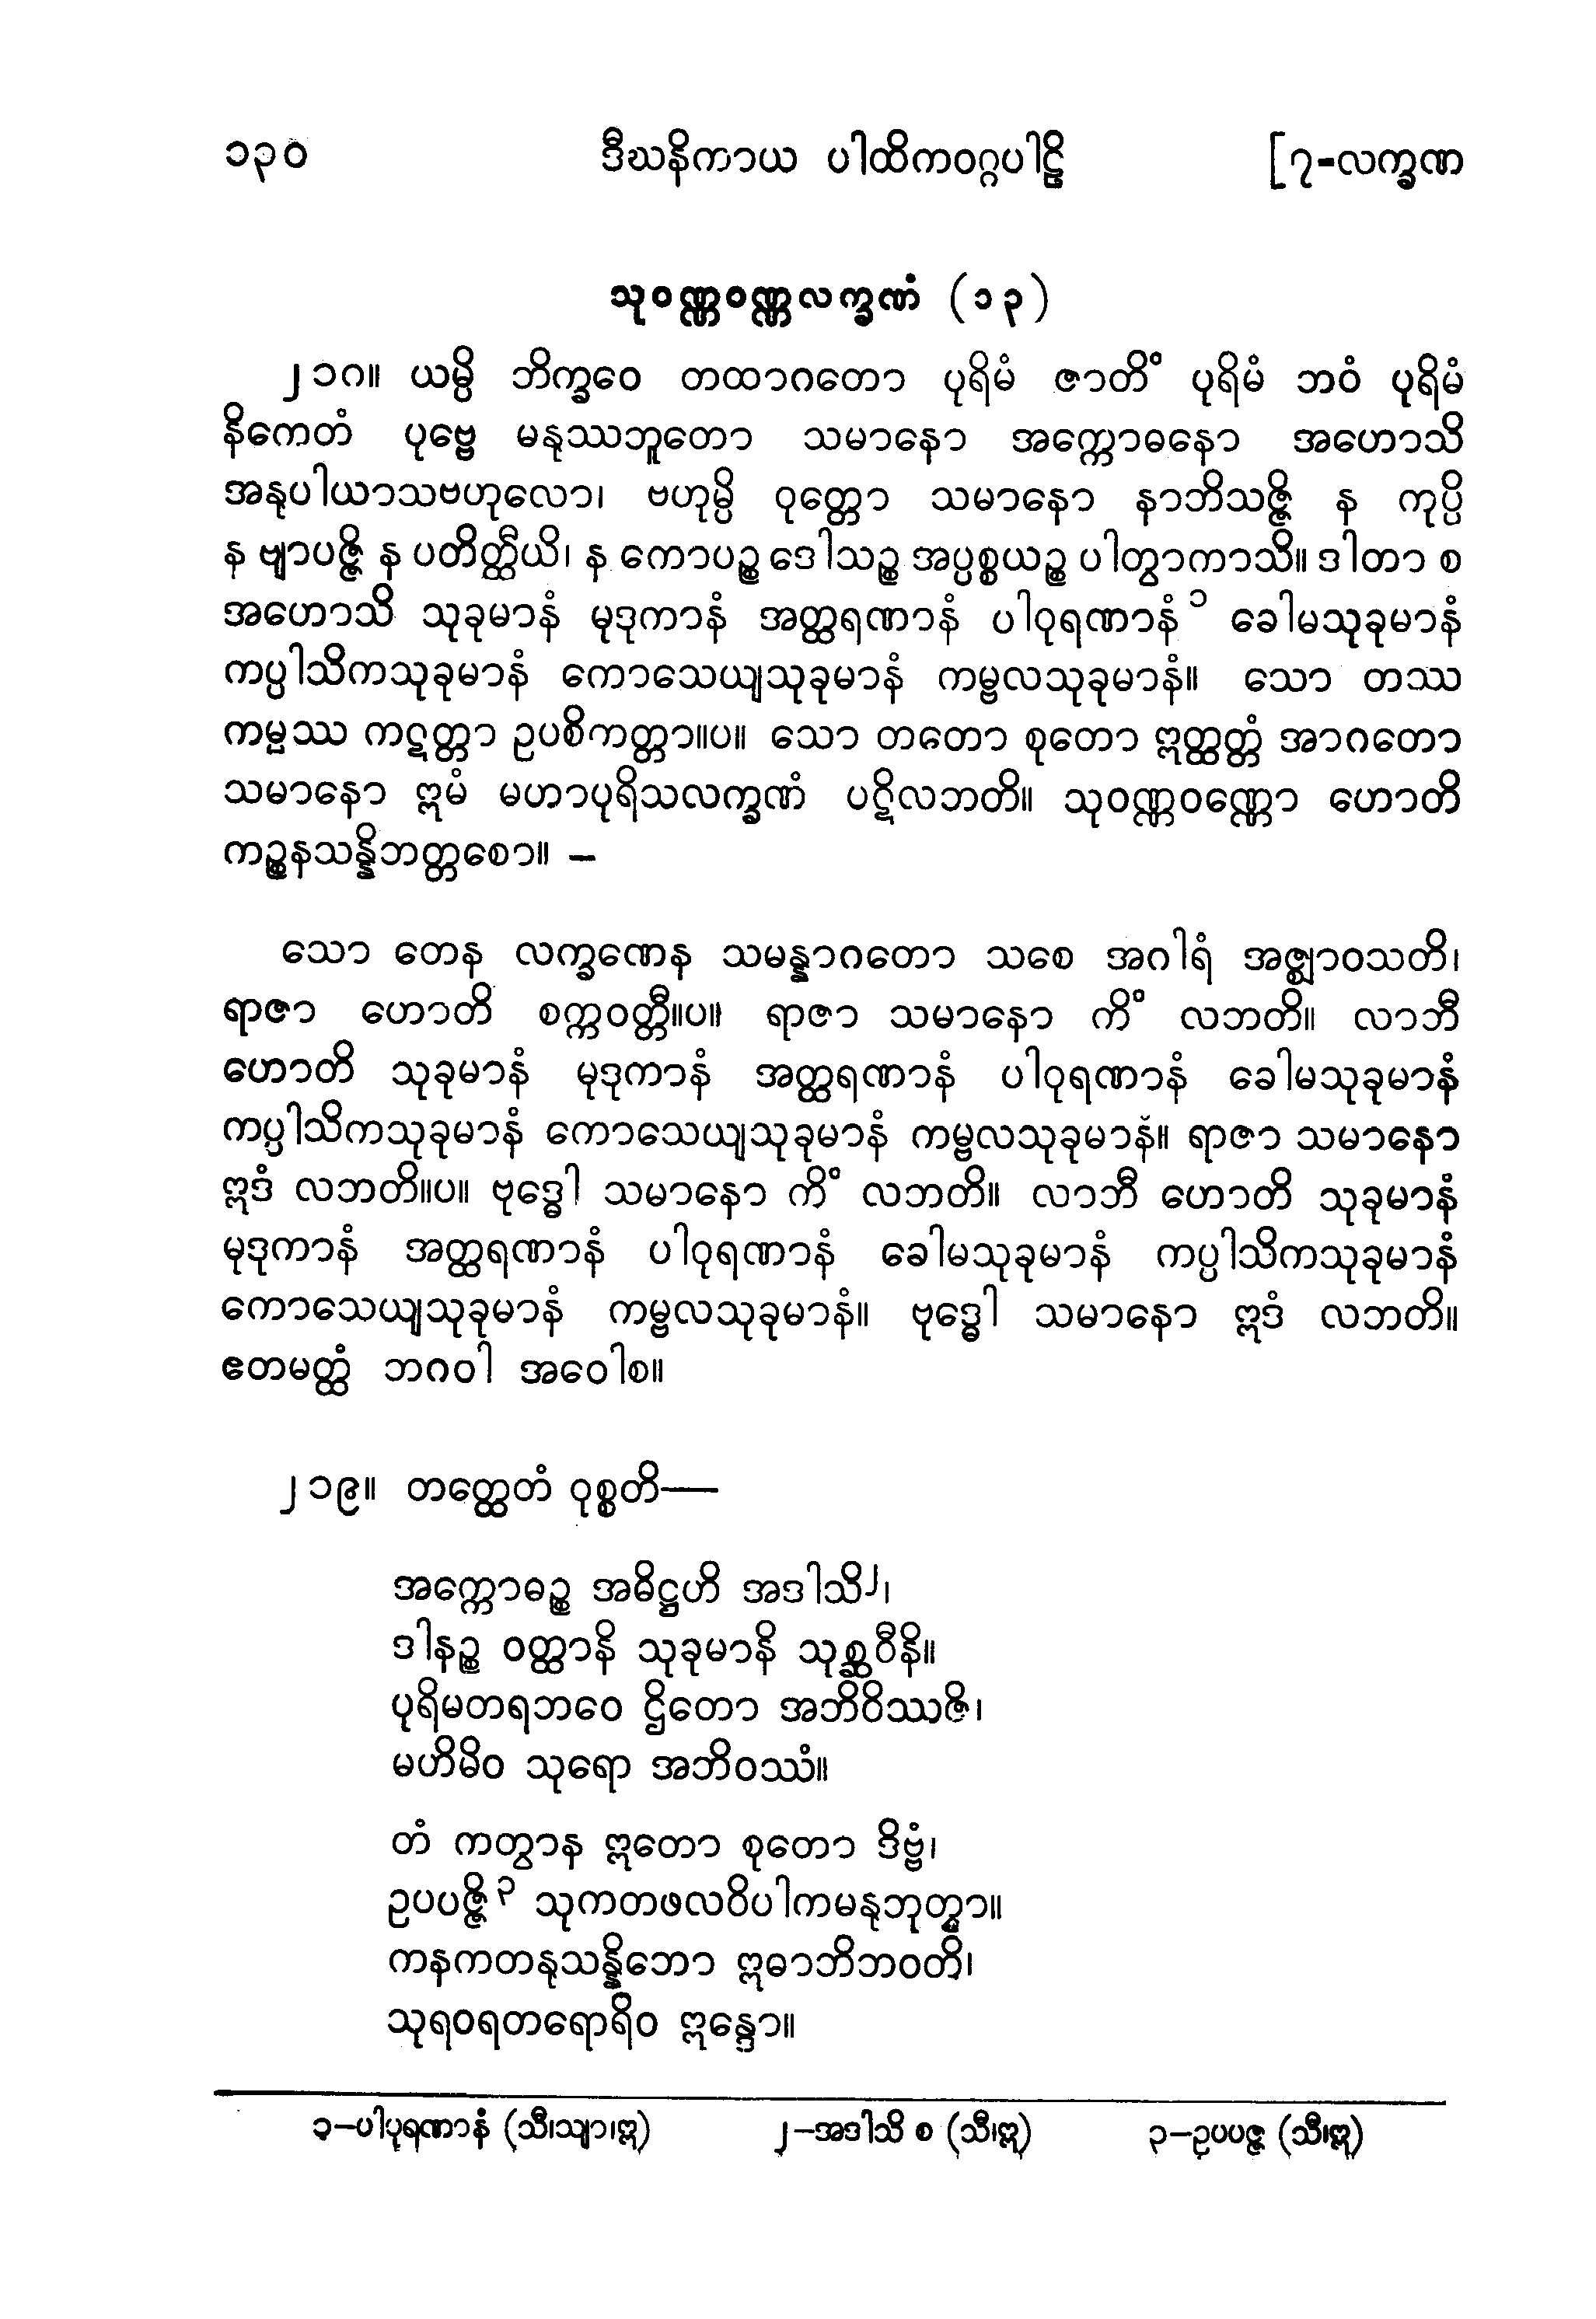 ၁၃၀ ဒီဃနိကာယ ပါထိကဝဂ္ဂပါဠိ [၇-လက္ခဏ
သုဝဏ္ဏဝဏ္ဏလက္ခဏံ (၁၃)
၂၁၈။ ယမ္ပိ ဘိက္ခဝေ တထာဂတော ပုရိမံ ဇာတိံ ပုရိမံ ဘဝံ ပုရိမံ
နိကေတံ ပုဗ္ဗေ မနုဿဘူတော သမာနော အက္ကောဓနော အဟောသိ
အနုပါယာသဗဟုလော၊ ဗဟုမ္ပိ ဝုတ္တော သမာနော နာဘိသဇ္ဇိ န ကုပ္ပိ
န ဗျာပဇ္ဇိ န ပတိတ္ထီယိ၊ န ကောပဉ္စ ဒေါသဉ္စ အပ္ပစ္စယဉ္စ ပါတွာကာသိ။ ဒါတာ စ
အဟောသိ သုခုမာနံ မုဒုကာနံ အတ္ထရဏာနံ ပါဝုရဏာနံ ၁ ခေါမသုခုမာနံ
ကပ္ပါသိကသုခုမာနံ ကောသေယျသုခုမာနံ ကမ္ဗလသုခုမာနံ။ သော တဿ
ကမ္မဿ ကဋတ္တာ ဥပစိကတ္တာ။ပ။ သော တတော စုတော ဣတ္ထတ္တံ အာဂတော
သမာနော ဣမံ မဟာပုရိသလက္ခဏံ ပဋိလဘတိ။ သုဝဏ္ဏဝဏ္ဏော ဟောတိ
ကဉ္စနသန္နိဘတ္တစော။ –
သော တေန လက္ခဏေန သမန္နာဂတော သစေ အဂါရံ အဇ္ဈာဝသတိ၊
ရာဇာ ဟောတိ စက္ကဝတ္တီ။ပ။ ရာဇာ သမာနော ကိံ လဘတိ။ လာဘီ
ဟောတိ သုခုမာနံ မုဒုကာနံ အတ္ထရဏာနံ ပါဝုရဏာနံ ခေါမသုခုမာနံ
ကပ္ပါသိကသုခုမာနံ ကောသေယျသုခုမာနံ ကမ္ဗလသုခုမာနံ။ ရာဇာ သမာနော
ဣဒံ လဘတိ။ပ။ ဗုဒ္ဓေါ သမာနော ကိံ လဘတိ။ လာဘီ ဟောတိ သုခုမာနံ
မုဒုကာနံ အတ္ထရဏာနံ ပါဝုရဏာနံ ခေါမသုခုမာနံ ကပ္ပါသိကသုခုမာနံ
ကောသေယျသုခုမာနံ ကမ္ဗလသုခုမာနံ။ ဗုဒ္ဓေါ သမာနော ဣဒံ လဘတိ။
ဧတမတ္ထံ ဘဂဝါ အဝေါစ။
၂၁၉။ တတ္ထေတံ ဝုစ္စတိ—
အက္ကောဓဉ္စ အဓိဋ္ဌဟိ အဒါသိ၂၊
ဒါနဉ္စ ဝတ္ထာနိ သုခုမာနိ သုစ္ဆဝီနိ။
ပုရိမတရဘဝေ ဌိတော အဘိဝိဿဇိ၊
မဟိမိဝ သုရော အဘိဝဿံ။
တံ ကတွာန ဣတော စုတော ဒိဗ္ဗံ၊
ဥပပဇ္ဇိ၃ သုကတဖလဝိပါကမနုဘုတွာ။
ကနကတနုသန္နိဘော ဣဓာဘိဘဝတိ၊
သုရဝရတရောရိဝ ဣန္ဒော။
၁–ပါပုရဏာနံ (သီ၊သျာ၊ဣ) ၂–အဒါသိ စ (သီ၊ဣ) ၃–ဥပပဇ္ဇ (သီ၊ဣ)